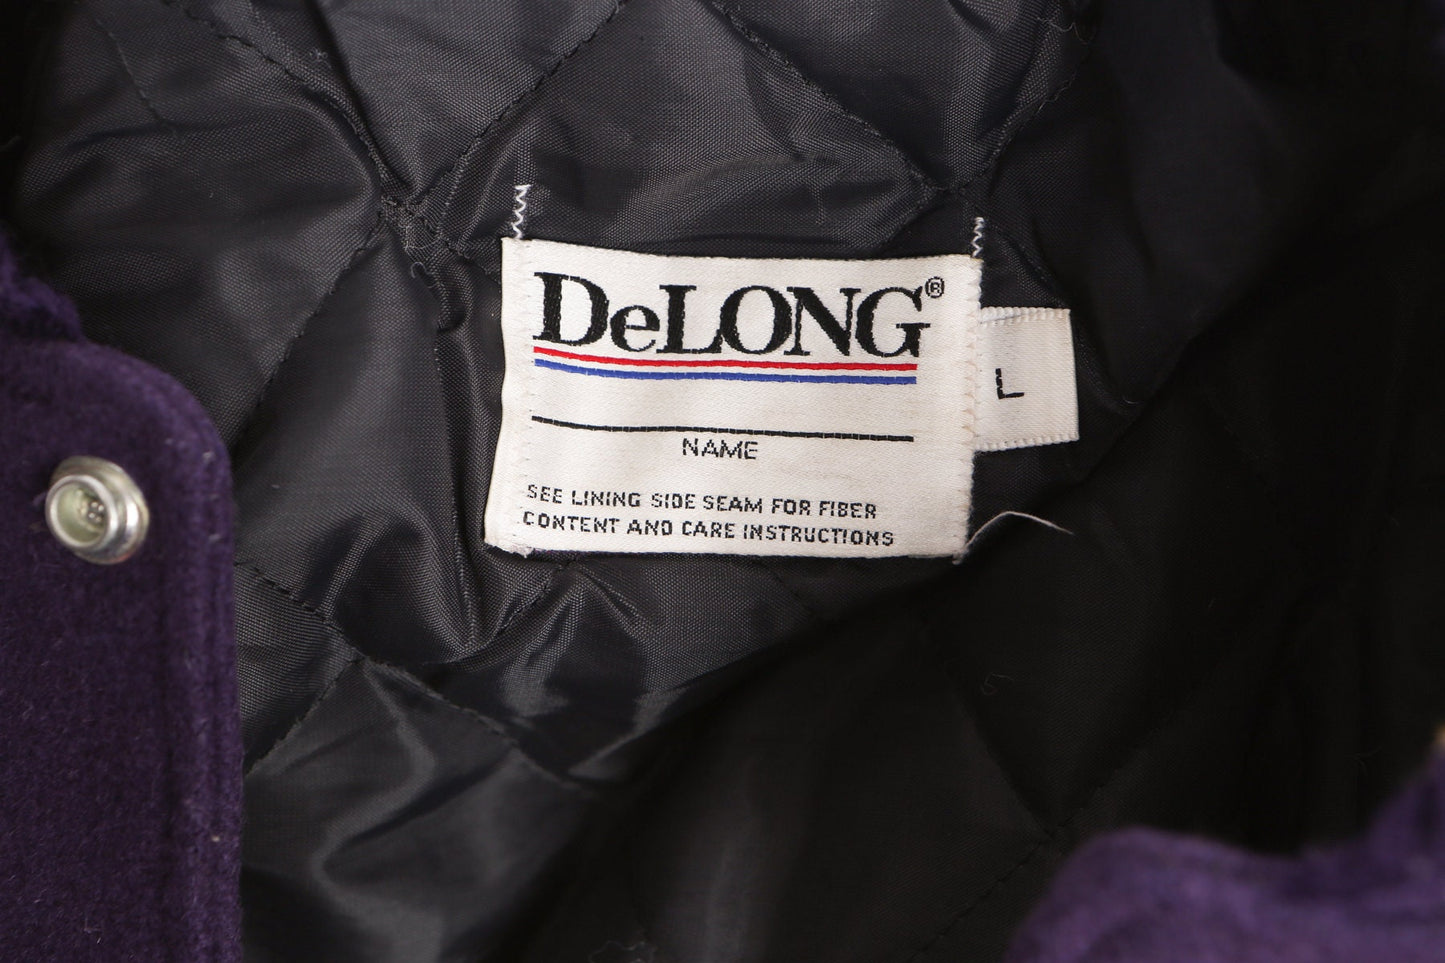 DeLONG®
L
NAME
SEE LINING SIDE SEAM FOR FIBER
CONTENT AND CARE INSTRUCTIONS